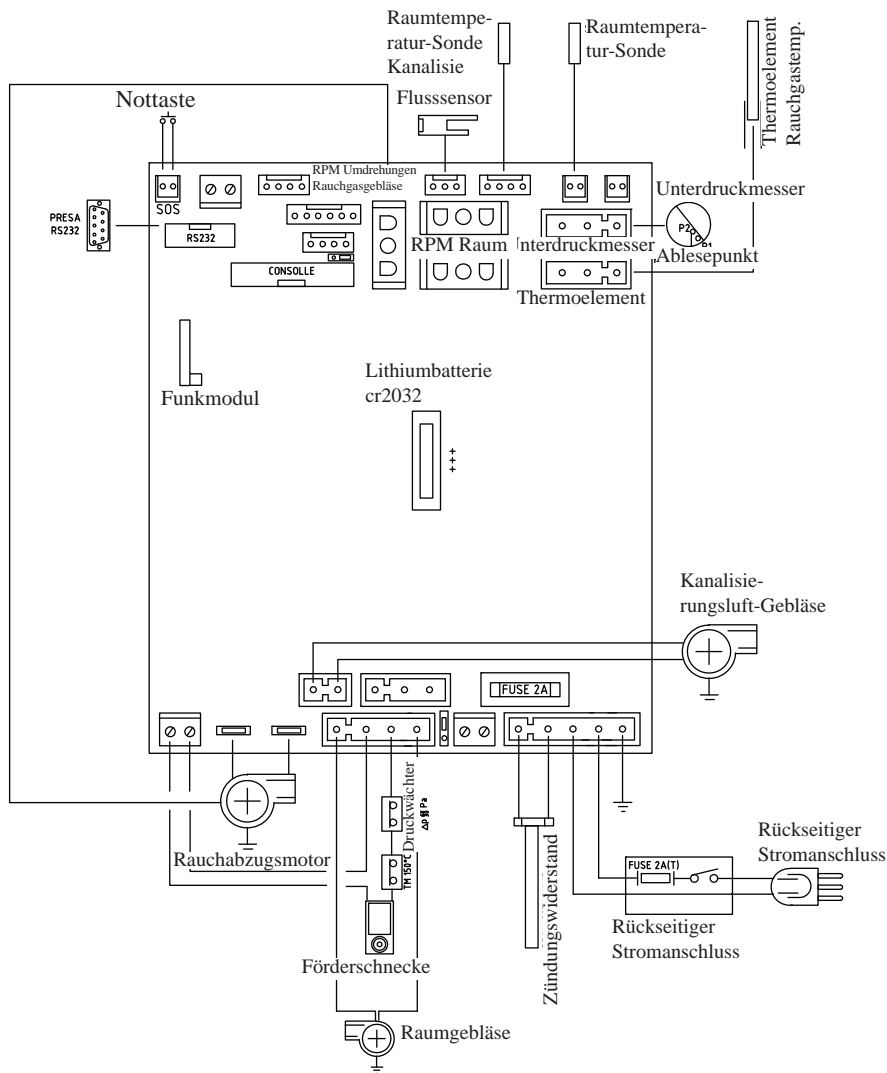 Raumtempe-
ratur-Sonde
Kanalisie
Raumtempera-
tur-Sonde
Thermoelement
Rauchgastemp.
Nottaste
Flusssensor
RPM Umdrehungen
Rauchgasgebläse
SOS
Unterdruckmesser
PRESA
RS232
RS232
P2
P1
RPM Raum
Unterdruckmesser
Ablesepunkt
CONSOLLE
Thermoelement
Lithiumbatterie
cr2032
Funkmodul
+++
Kanalisie-
rungsluft-Gebläse
FUSE 2A
Druckwächter
Rauchabzugsmotor
TM 150°C
Zündungswiderstand
FUSE 2A(T)
Rückseitiger
Stromanschluss
Rückseitiger
Stromanschluss
Förderschnecke
Raumgebläse